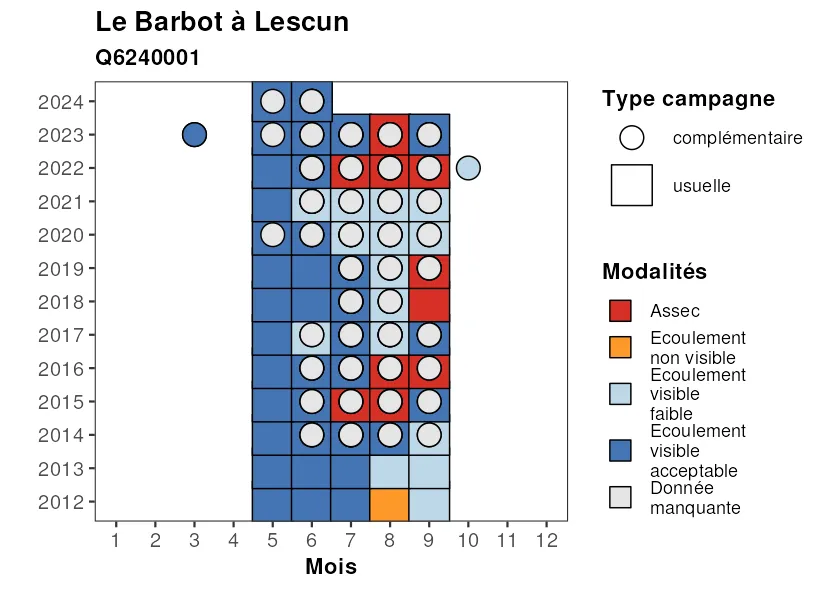 Le Barbot à Lescun
Q6240001
2024
2023
2022
2021
2020
2019
2018
2017
2016
2015
2014
2013
2012
1 2 3 4 5 6 7 8 9 10 11 12
Mois
Type campagne
complémentaire
usuelle
Modalités
Assec
Ecoulement
non visible
Ecoulement
visible
faible
Ecoulement
visible
acceptable
Donnée
manquante